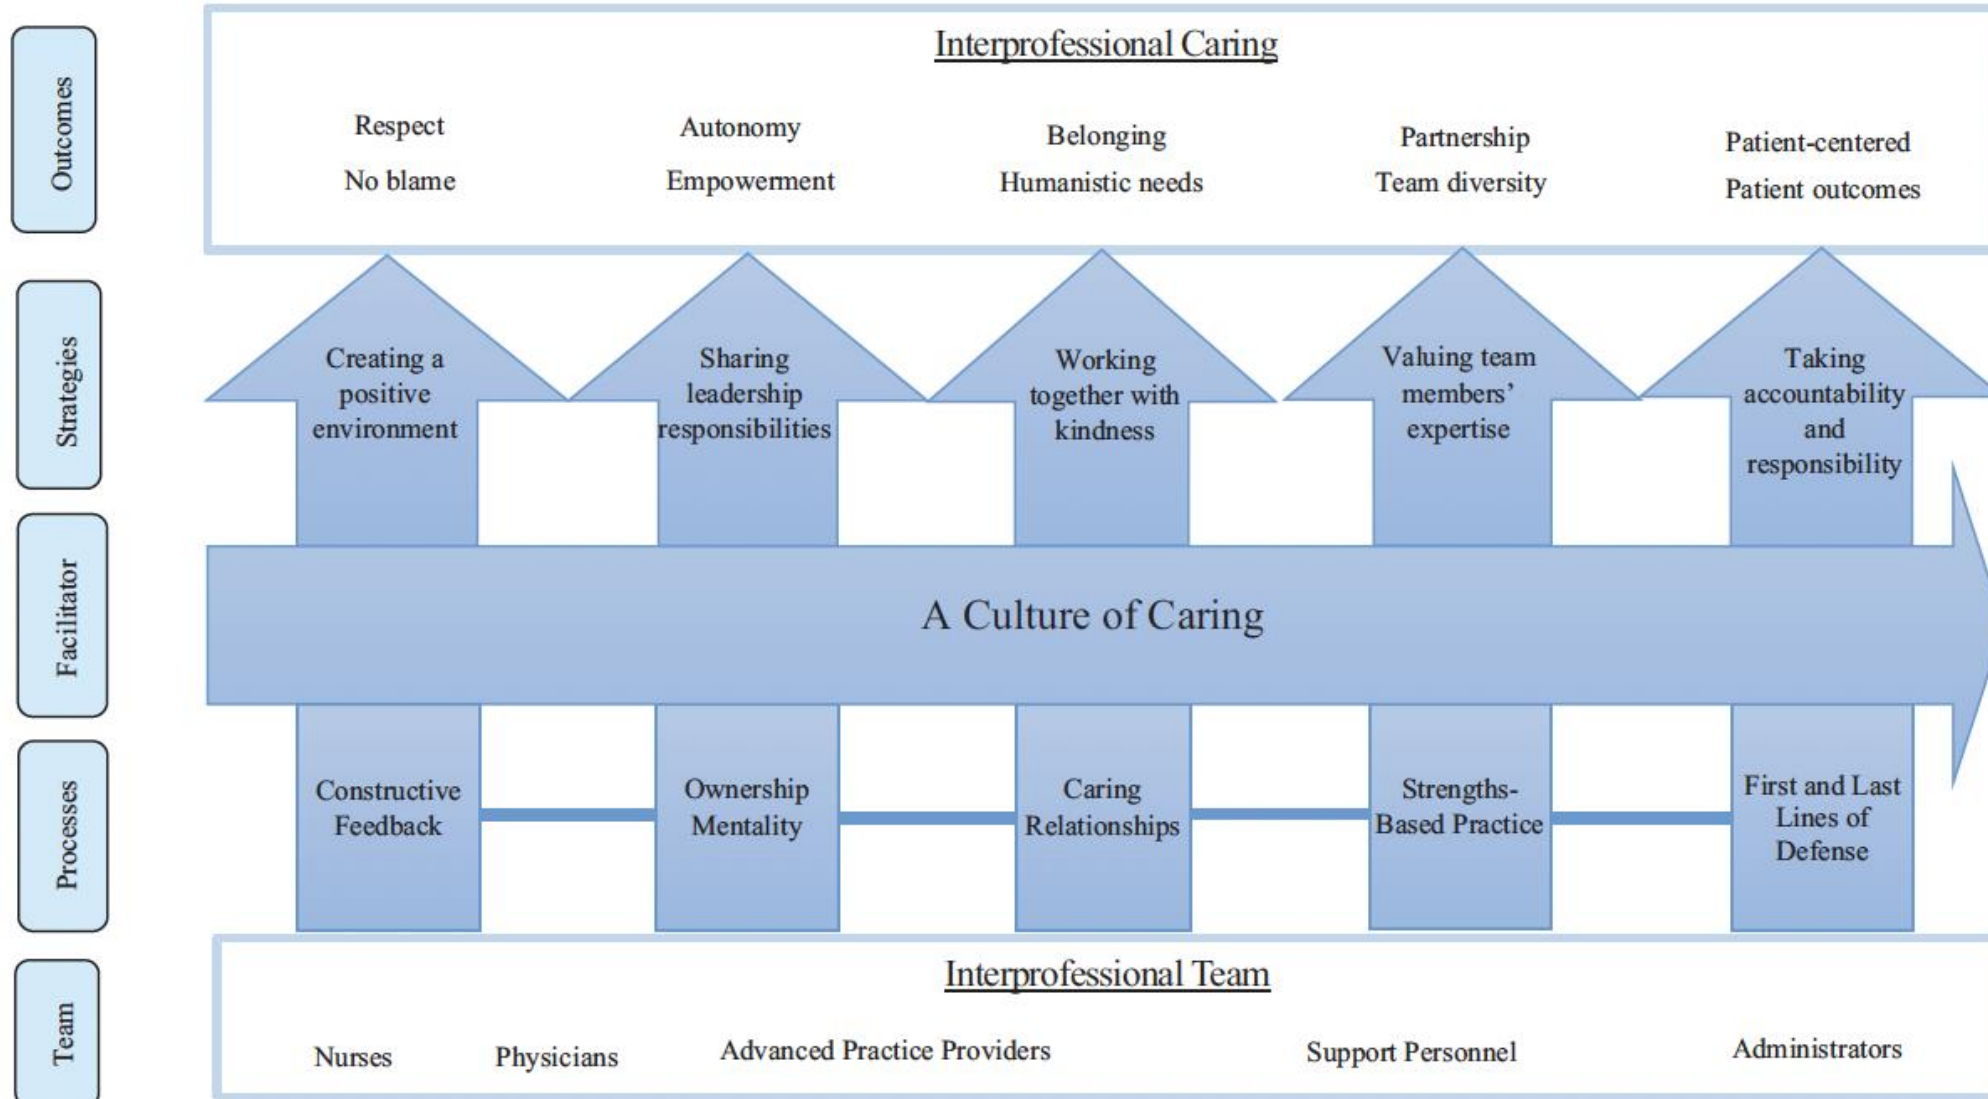 Outcomes
Interprofessional Caring
Respect
No blame
Autonomy
Empowerment
Belonging
Humanistic needs
Partnership
Team diversity
Patient-centered
Patient outcomes
Strategies
Creating a
positive
environment
Sharing
leadership
responsibilities
Working
together with
kindness
Valuing team
members’
expertise
Taking
accountability
and
responsibility
Facilitator
A Culture of Caring
Processes
Constructive
Feedback
Ownership
Mentality
Caring
Relationships
Strengths-
Based Practice
First and Last
Lines of
Defense
Team
Interprofessional Team
Nurses
Physicians
Advanced Practice Providers
Support Personnel
Administrators